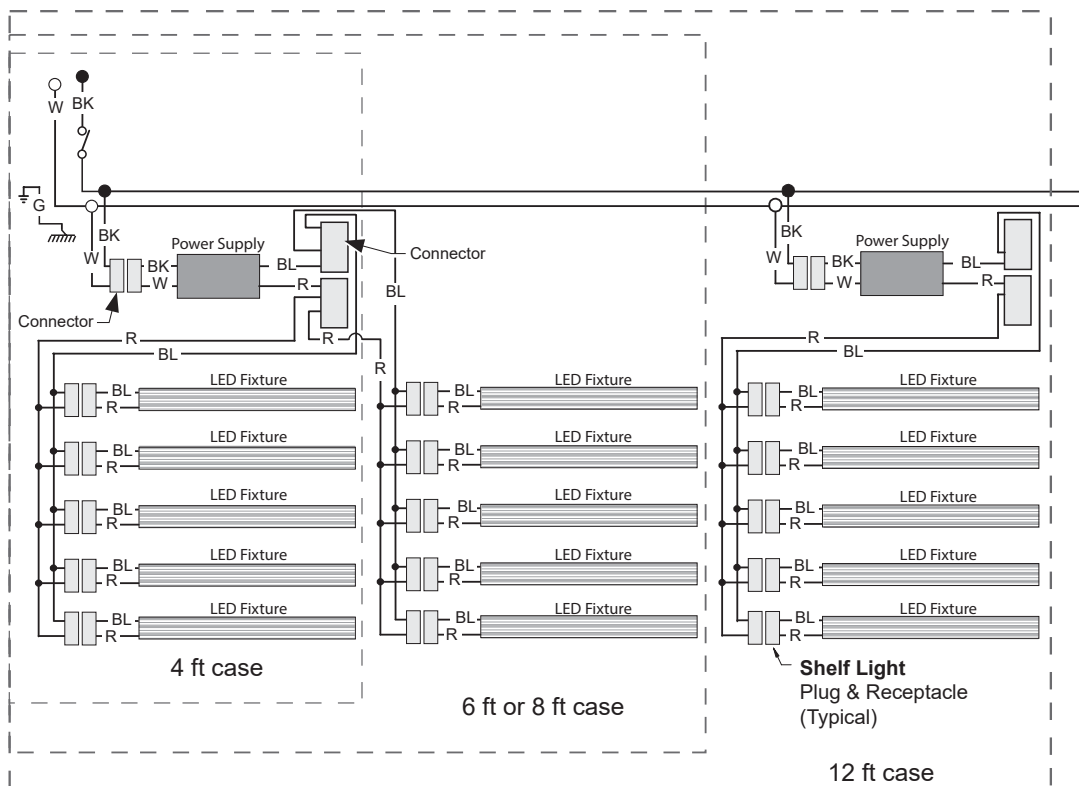 W
BK
G
BK
W
BK
W
Power Supply
BL
R
Connector
Connector
BL
R
R
BL
R
BK
W
BK
W
Power Supply
BL
R
R
BL
LED Fixture
BL
R
LED Fixture
BL
R
LED Fixture
BL
R
LED Fixture
BL
R
LED Fixture
BL
R
4 ft case
LED Fixture
BL
R
LED Fixture
BL
R
LED Fixture
BL
R
LED Fixture
BL
R
LED Fixture
BL
R
6 ft or 8 ft case
LED Fixture
BL
R
LED Fixture
BL
R
LED Fixture
BL
R
LED Fixture
BL
R
LED Fixture
BL
R
Shelf Light
Plug & Receptacle
(Typical)
12 ft case